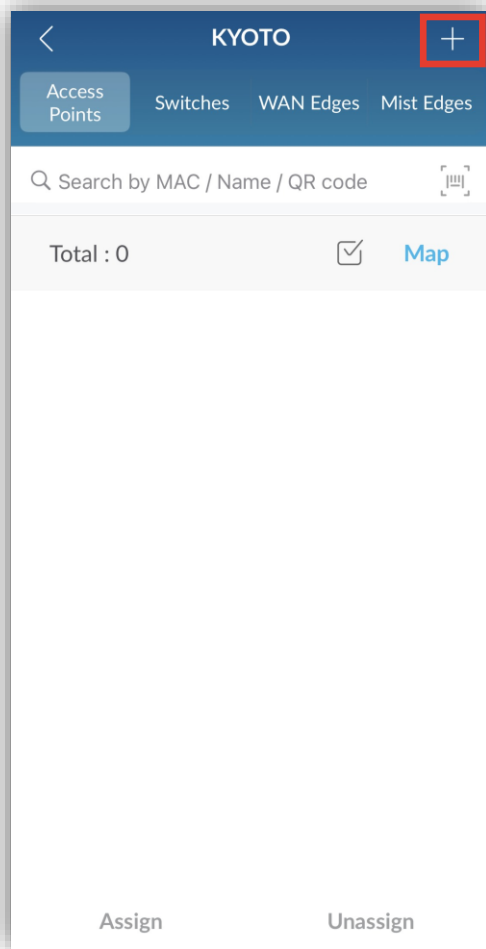 KYOTO
Access
Points
Switches
WAN Edges
Mist Edges
Search by MAC / Name / QR code
Total : 0
Map
Assign
Unassign